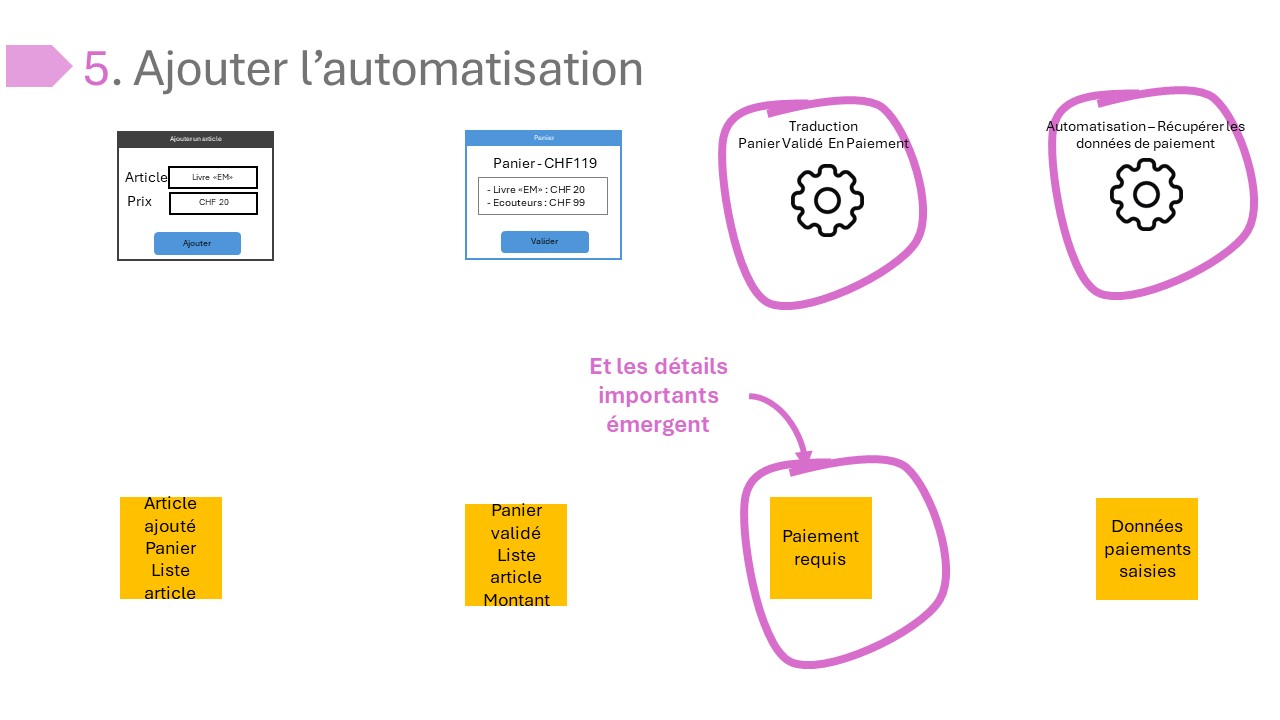 5. Ajouter l’automatisation
Ajouter un article
Article
Livre «EM»
Prix
CHF 20
Ajouter
Panier
Panier - CHF119
- Livre «EM» : CHF 20
- Ecouteurs : CHF 99
Valider
Traduction
Panier Validé En Paiement
Automatisation – Récupérer les
données de paiement
Et les détails
importants
émergent
Article
ajouté
Panier
Liste
article
Panier
validé
Liste
article
Montant
Paiement
requis
Données
paiements
saisies